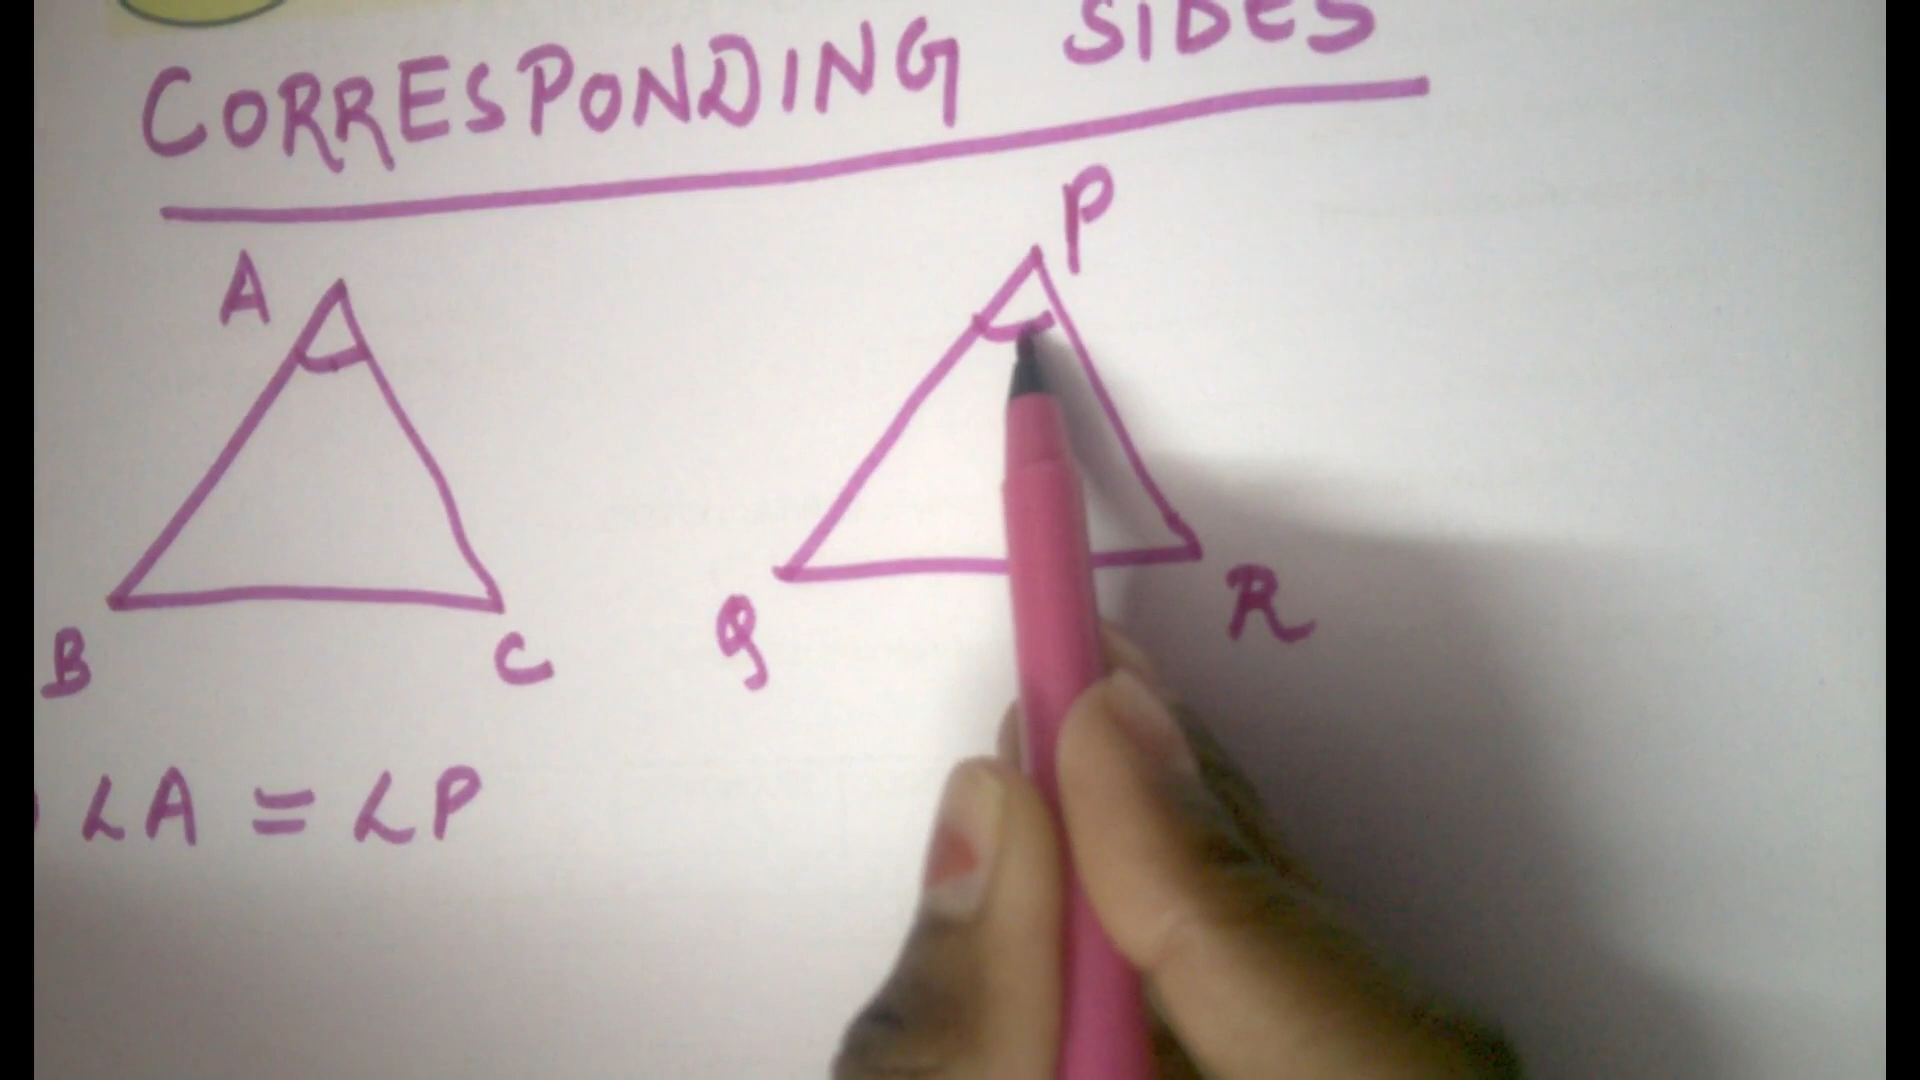 CORRESPONDING SIDES
A
P
B
C
Q
R
∠A = ∠P